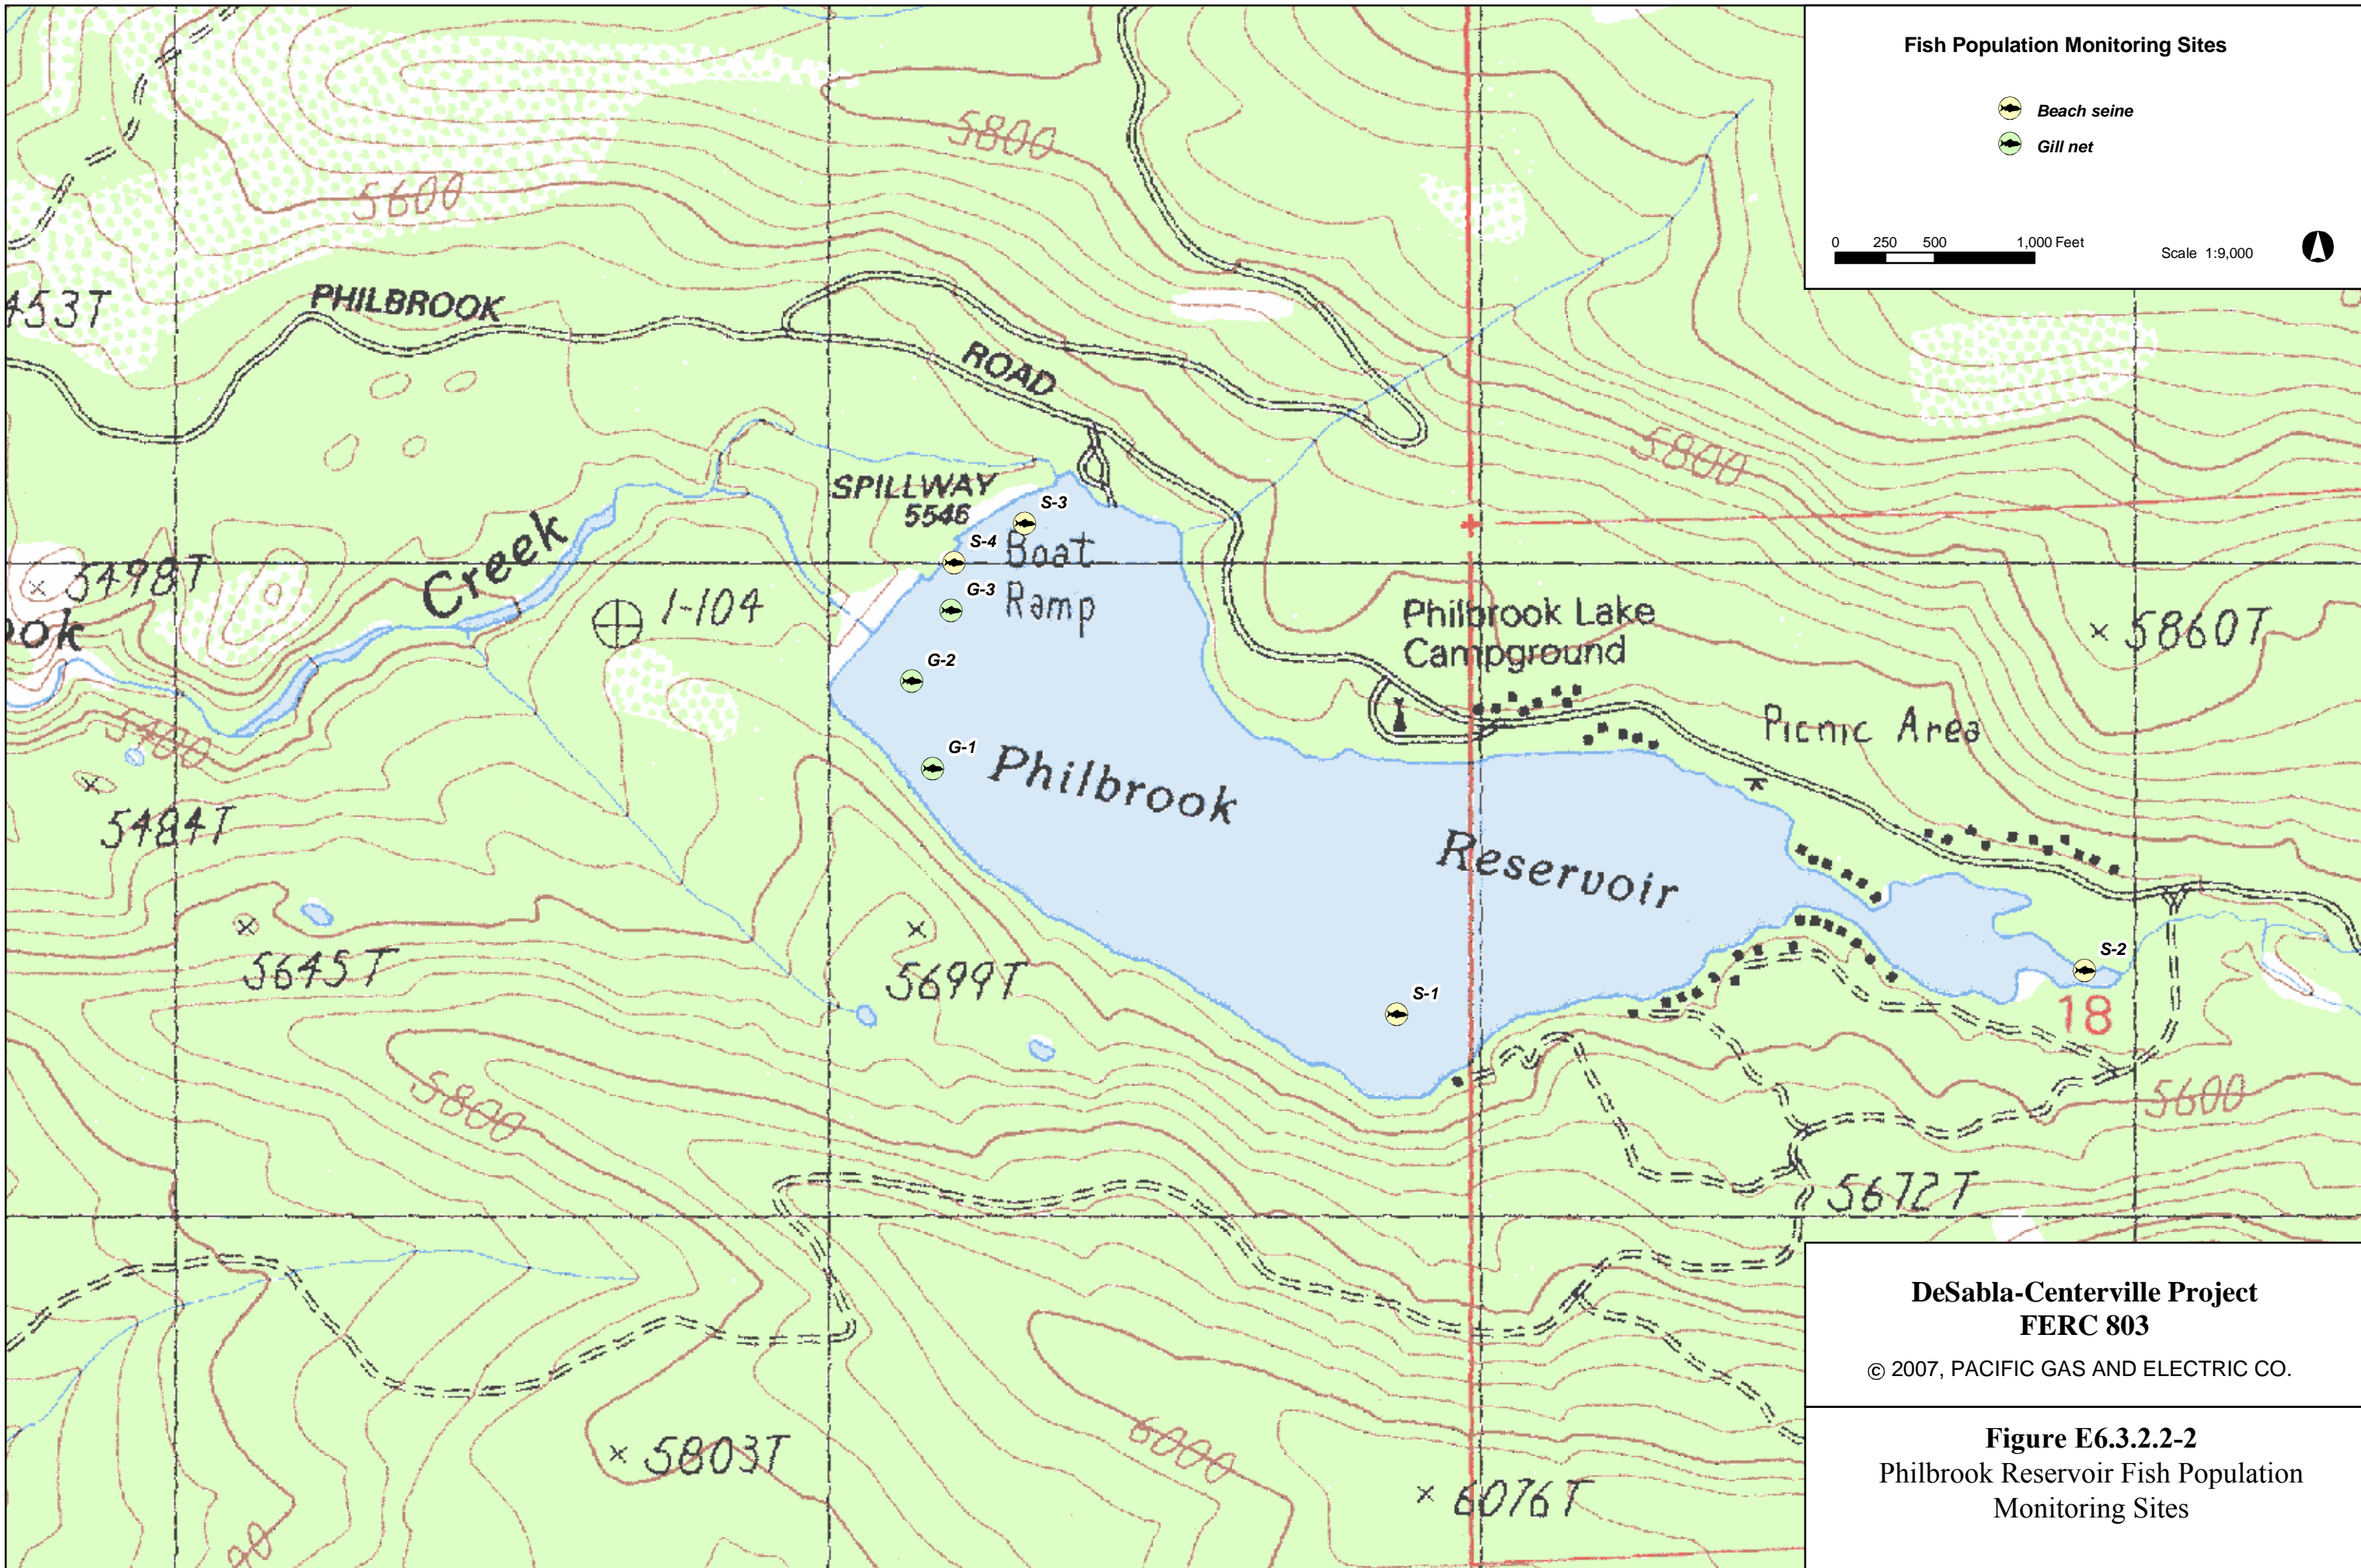 Fish Population Monitoring Sites
Beach seine
Gill net
0 250 500 1,000 Feet
Scale 1:9,000
5800
5600
453T
PHILBROOK
ROAD
5800
SPILLWAY
5546
S-3
S-4
Boat
Ramp
G-3
Creek
5498T
ook
1-104
Philbrook Lake
Campground
5860T
G-2
5400
Picnic Area
G-1
Philbrook
Reservoir
5484T
5645T
5699T
S-1
S-2
18
5800
5600
5672T
5803T
6000
6076T
DeSabla-Centerville Project
FERC 803
© 2007, PACIFIC GAS AND ELECTRIC CO.
Figure E6.3.2.2-2
Philbrook Reservoir Fish Population
Monitoring Sites